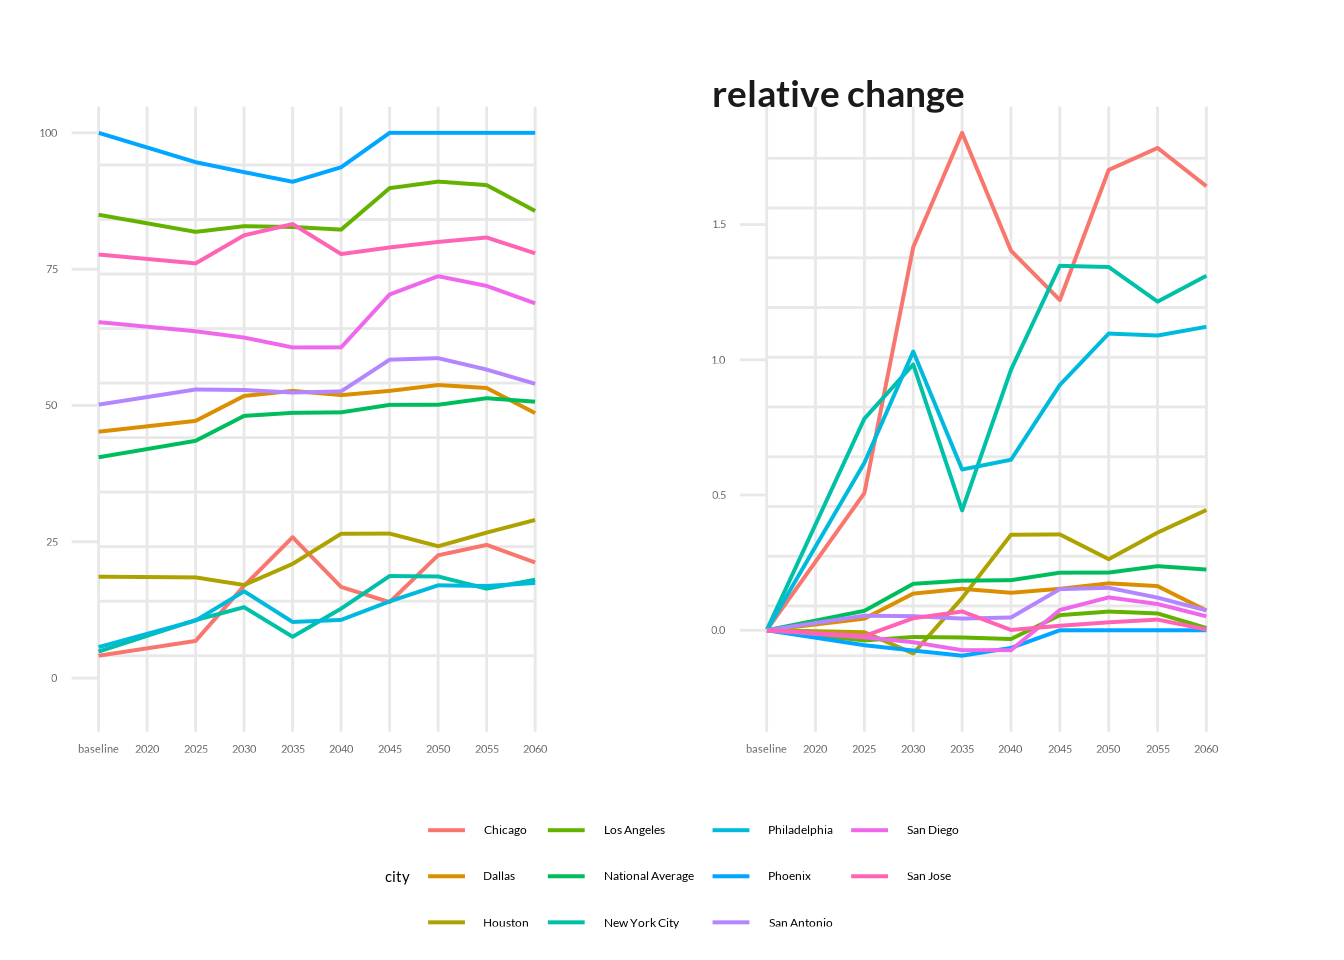 relative change
100
75
50
25
0
baseline 2020 2025 2030 2035 2040 2045 2050 2055 2060
1.5
1.0
0.5
0.0
baseline 2020 2025 2030 2035 2040 2045 2050 2055 2060
city
Chicago Los Angeles Philadelphia San Diego
Dallas National Average Phoenix San Jose
Houston New York City San Antonio